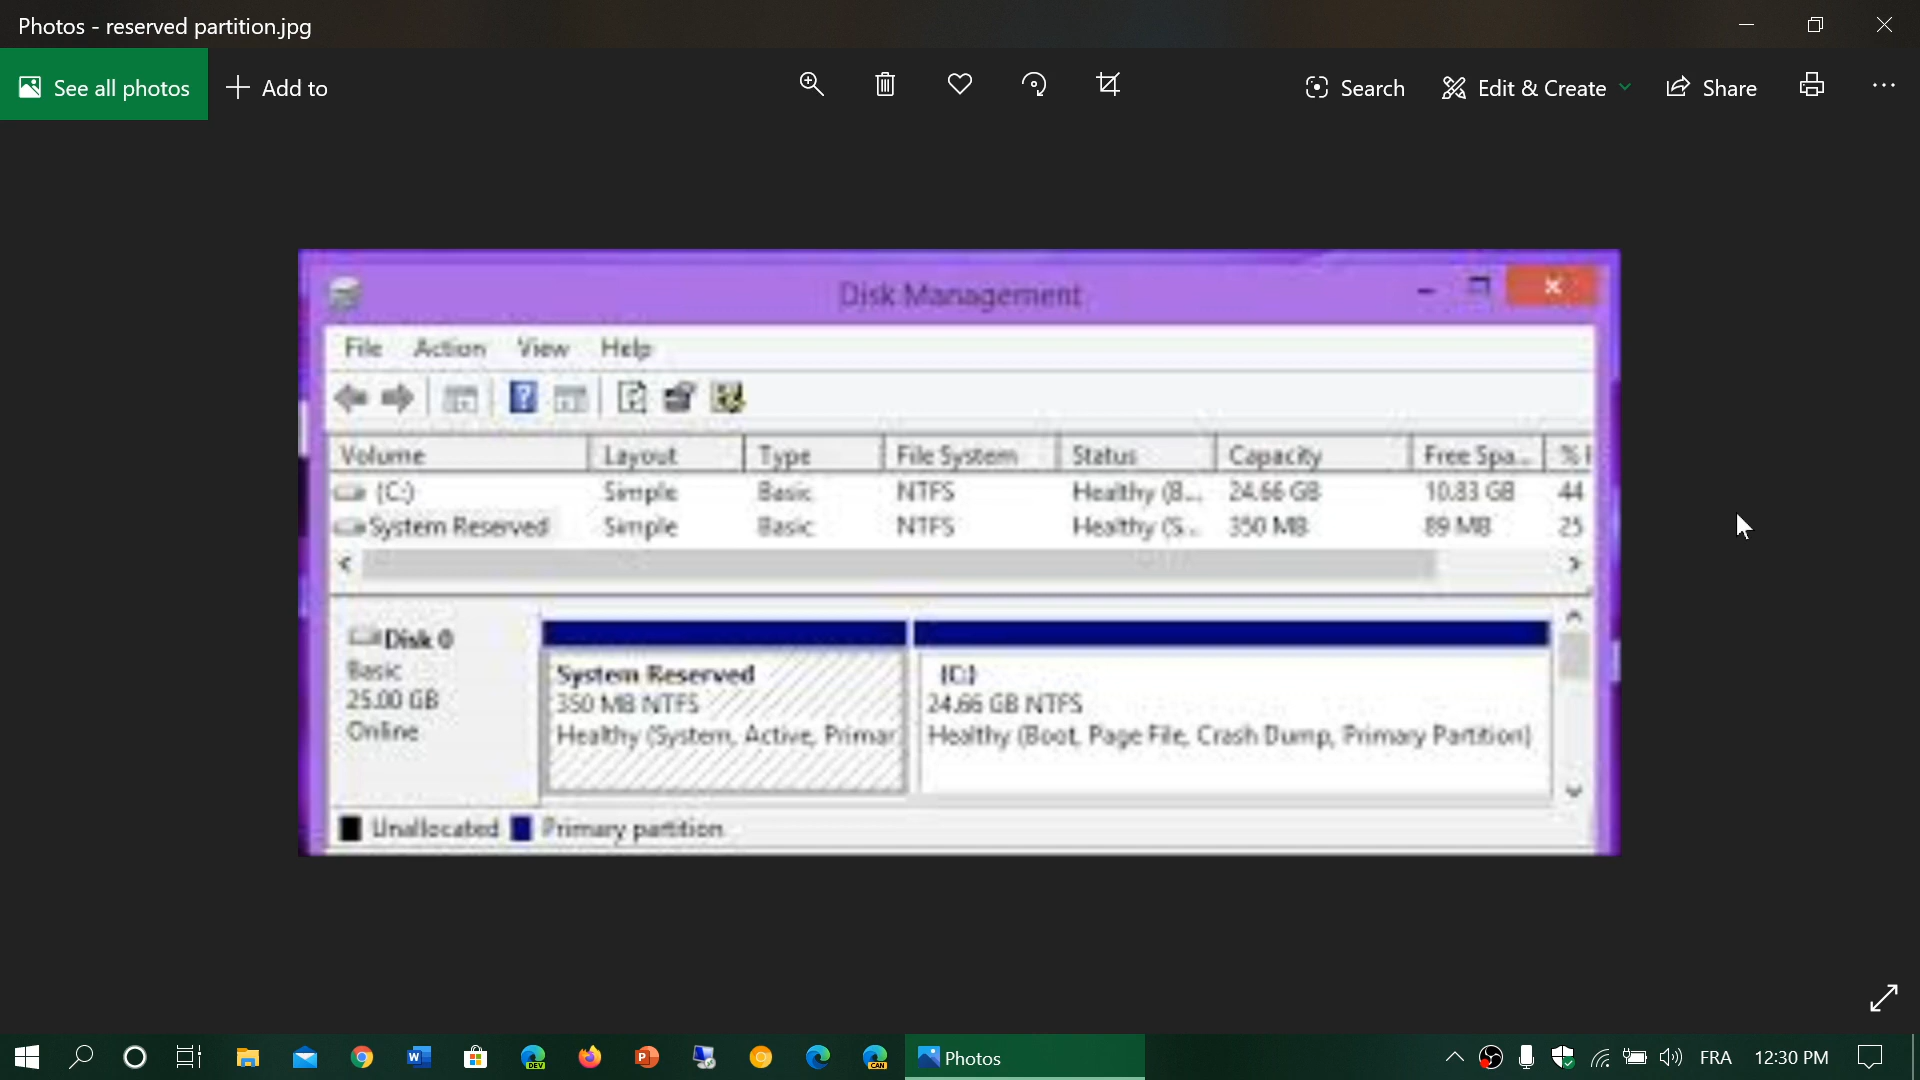 Photos - reserved partition.jpg
See all photos
Add to
Search
Edit & Create
Share
Disk Management
File Action View Help
Volume Layout Type File System Status Capacity Free Spa... %
(C:) Simple Basic NTFS Healthy (B... 24.66 GB 10.83 GB 44
System Reserved Simple Basic NTFS Healthy (S... 350 MB 89 MB 25
Disk 0
Basic
25.00 GB
Online
System Reserved
350 MB NTFS
Healthy (System, Active, Primar
(C:)
24.66 GB NTFS
Healthy (Boot, Page File, Crash Dump, Primary Partition)
Unallocated Primary partition
DEV
CAN
Photos
FRA
12:30 PM